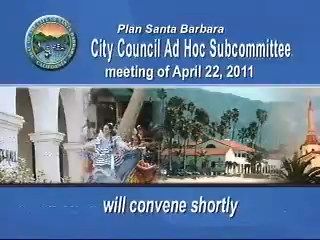 Plan Santa Barbara
City Council Ad Hoc Subcommittee
meeting of April 22, 2011
will convene shortly